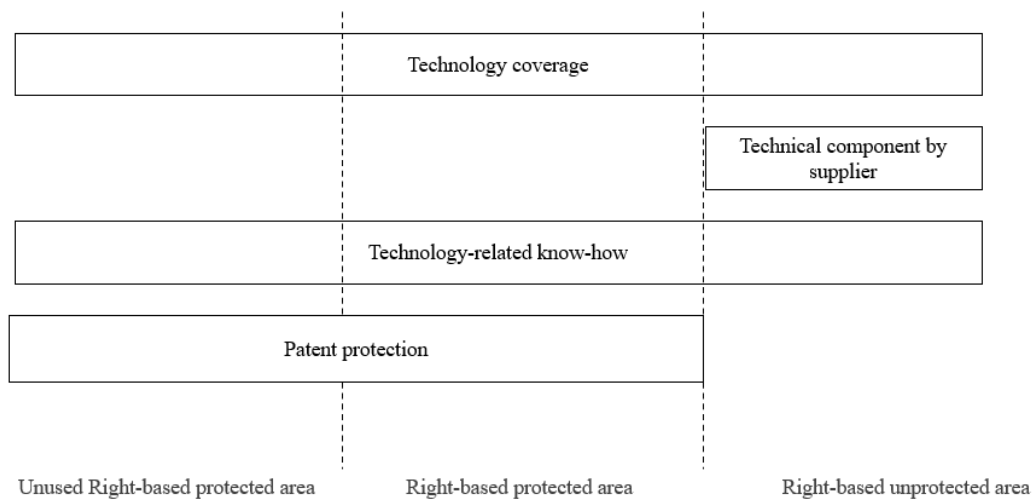 Technology coverage
Technical component by
supplier
Technology-related know-how
Patent protection
Unused Right-based protected area
Right-based protected area
Right-based unprotected area